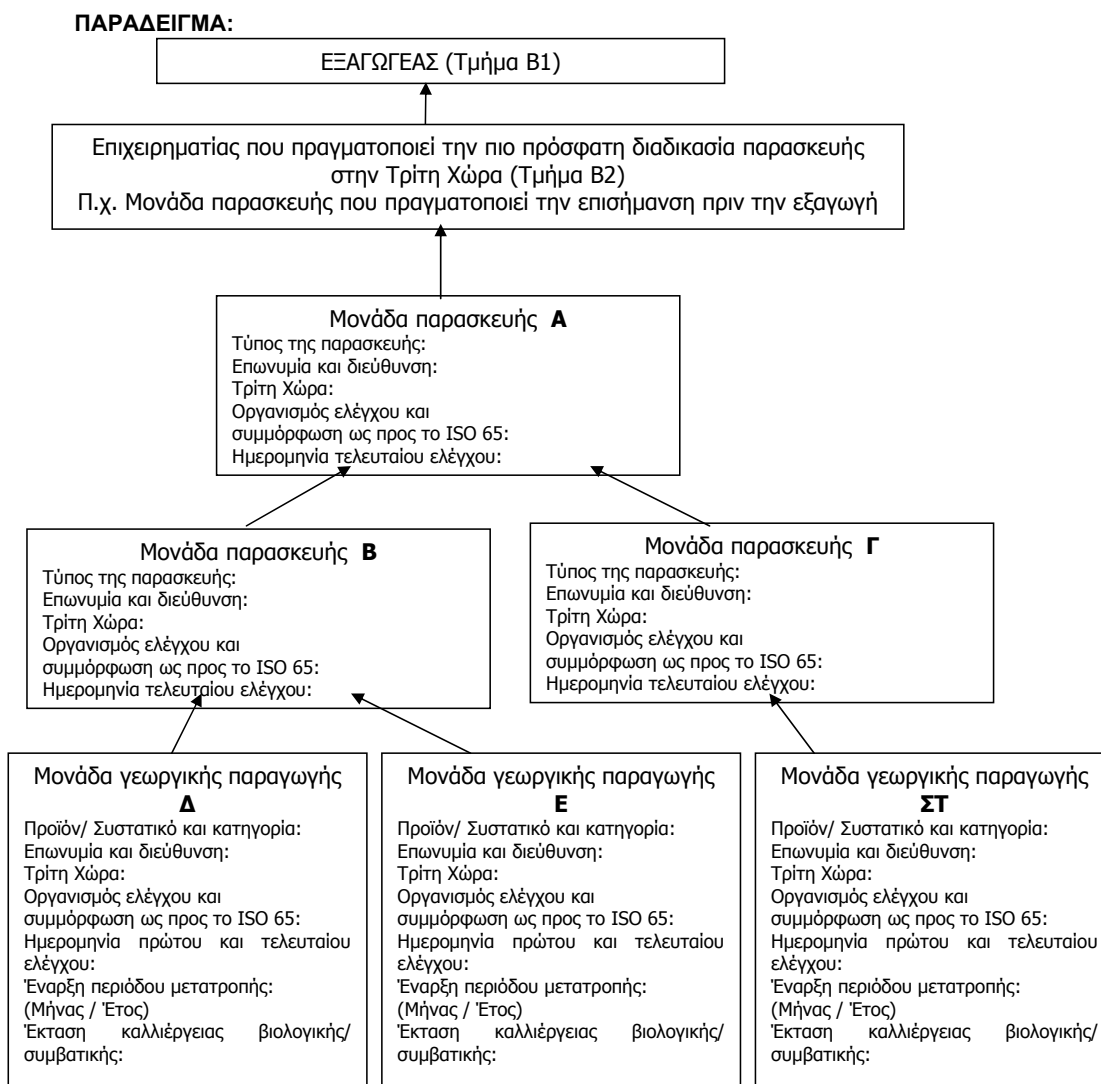 ΠΑΡΑΔΕΙΓΜΑ:
ΕΞΑΓΩΓΕΑΣ (Τμήμα Β1)
Επιχειρηματίας που πραγματοποιεί την πιο πρόσφατη διαδικασία παρασκευής
στην Τρίτη Χώρα (Τμήμα Β2)
Π.χ. Μονάδα παρασκευής που πραγματοποιεί την επισήμανση πριν την εξαγωγή
Μονάδα παρασκευής Α
Τύπος της παρασκευής:
Επωνυμία και διεύθυνση:
Τρίτη Χώρα:
Οργανισμός ελέγχου και
συμμόρφωση ως προς το ISO 65:
Ημερομηνία τελευταίου ελέγχου:
Μονάδα παρασκευής Β
Τύπος της παρασκευής:
Επωνυμία και διεύθυνση:
Τρίτη Χώρα:
Οργανισμός ελέγχου και
συμμόρφωση ως προς το ISO 65:
Ημερομηνία τελευταίου ελέγχου:
Μονάδα παρασκευής Γ
Τύπος της παρασκευής:
Επωνυμία και διεύθυνση:
Τρίτη Χώρα:
Οργανισμός ελέγχου και
συμμόρφωση ως προς το ISO 65:
Ημερομηνία τελευταίου ελέγχου:
Μονάδα γεωργικής παραγωγής
Δ
Προϊόν/ Συστατικό και κατηγορία:
Επωνυμία και διεύθυνση:
Τρίτη Χώρα:
Οργανισμός ελέγχου και
συμμόρφωση ως προς το ISO 65:
Ημερομηνία πρώτου και τελευταίου
ελέγχου:
Έναρξη περιόδου μετατροπής:
(Μήνας / Έτος)
Έκταση καλλιέργειας βιολογικής/
συμβατικής:
Μονάδα γεωργικής παραγωγής
Ε
Προϊόν/ Συστατικό και κατηγορία:
Επωνυμία και διεύθυνση:
Τρίτη Χώρα:
Οργανισμός ελέγχου και
συμμόρφωση ως προς το ISO 65:
Ημερομηνία πρώτου και τελευταίου
ελέγχου:
Έναρξη περιόδου μετατροπής:
(Μήνας / Έτος)
Έκταση καλλιέργειας βιολογικής/
συμβατικής:
Μονάδα γεωργικής παραγωγής
ΣΤ
Προϊόν/ Συστατικό και κατηγορία:
Επωνυμία και διεύθυνση:
Τρίτη Χώρα:
Οργανισμός ελέγχου και
συμμόρφωση ως προς το ISO 65:
Ημερομηνία πρώτου και τελευταίου
ελέγχου:
Έναρξη περιόδου μετατροπής:
(Μήνας / Έτος)
Έκταση καλλιέργειας βιολογικής/
συμβατικής: